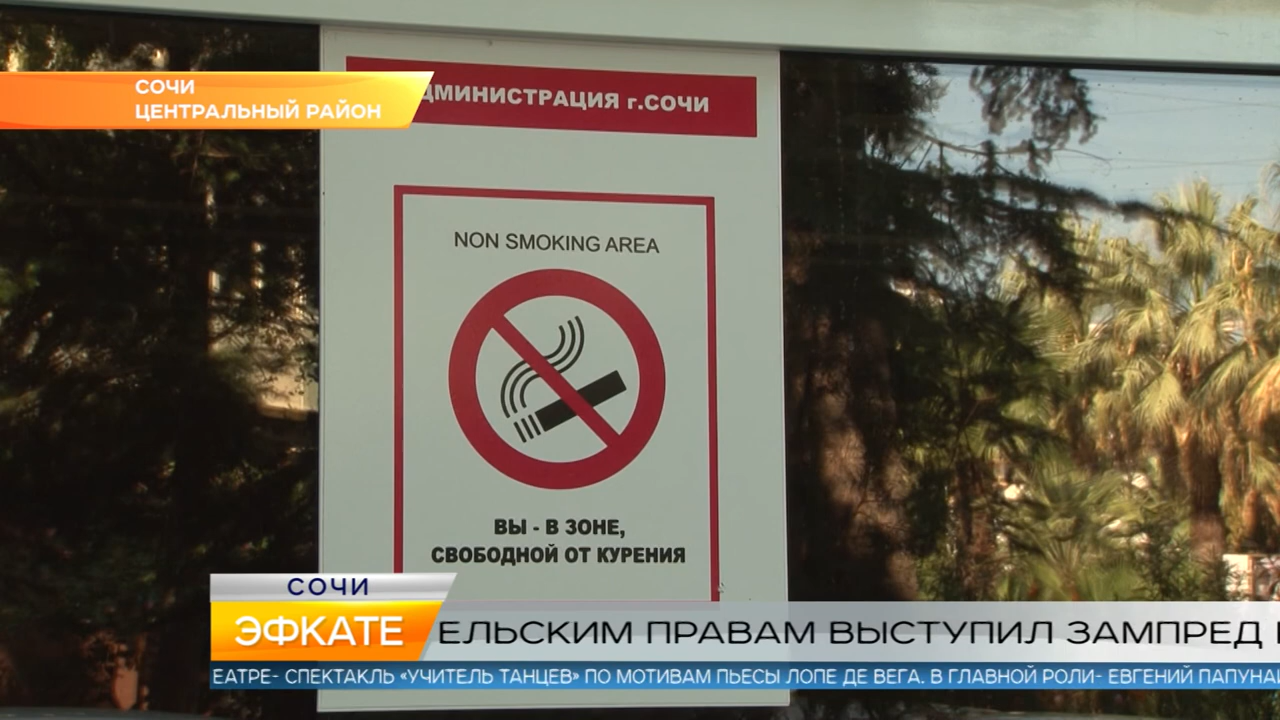 СОЧИ
ЦЕНТРАЛЬНЫЙ РАЙОН
ДМИНИСТРАЦИЯ г.СОЧИ
NON SMOKING AREA
ВЫ - В ЗОНЕ,
СВОБОДНОЙ ОТ КУРЕНИЯ
СОЧИ
ЭФКАТЕ
ЕЛЬСКИМ ПРАВАМ ВЫСТУПИЛ ЗАМПРЕД
ЕАТРЕ- СПЕКТАКЛЬ «УЧИТЕЛЬ ТАНЦЕВ» ПО МОТИВАМ ПЬЕСЫ ЛОПЕ ДЕ ВЕГА. В ГЛАВНОЙ РОЛИ- ЕВГЕНИЙ ПАПУНАИ